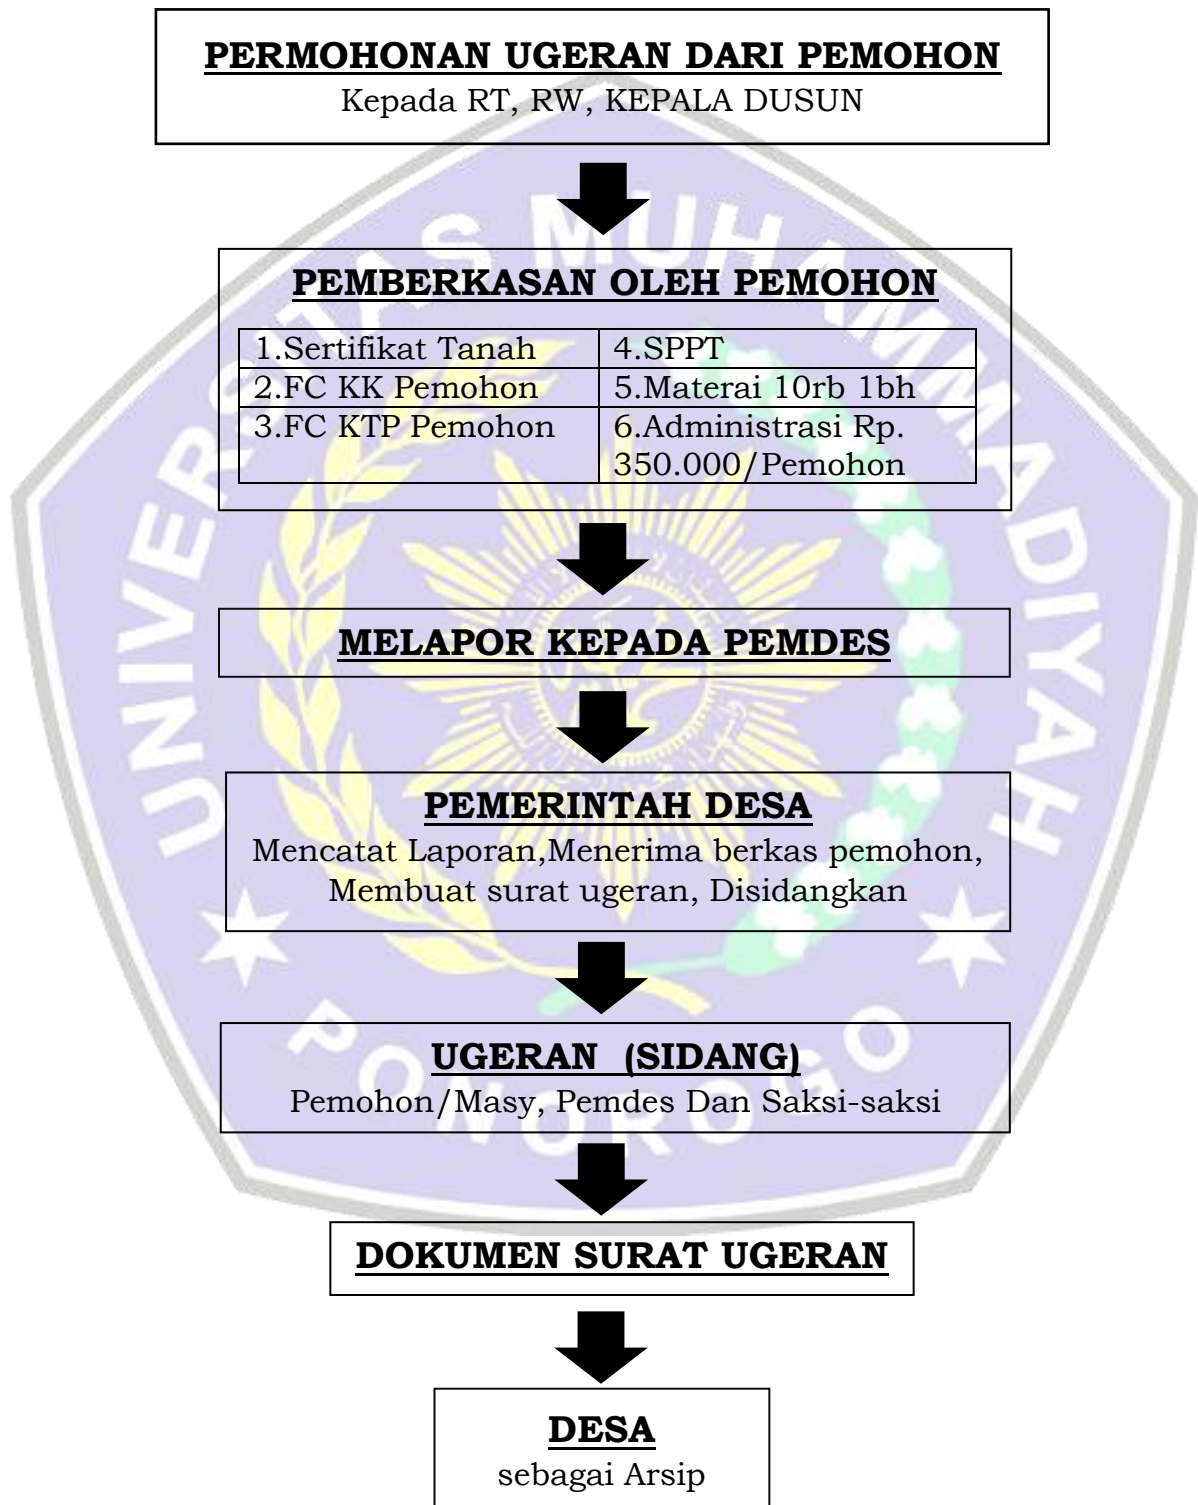 PERMOHONAN UGERAN DARI PEMOHON
Kepada RT, RW, KEPALA DUSUN
PEMBERKASAN OLEH PEMOHON
1.Sertifikat Tanah
4.SPPT
2.FC KK Pemohon
5.Materai 10rb 1bh
3.FC KTP Pemohon
6.Administrasi Rp.
350.000/Pemohon
MELAPOR KEPADA PEMDES
PEMERINTAH DESA
Mencatat Laporan,Menerima berkas pemohon,
Membuat surat ugeran, Disidangkan
UGERAN (SIDANG)
Pemohon/Masy, Pemdes Dan Saksi-saksi
DOKUMEN SURAT UGERAN
DESA
sebagai Arsip
UNIVERSITAS MUHAMMADIYAH
PONOROGO